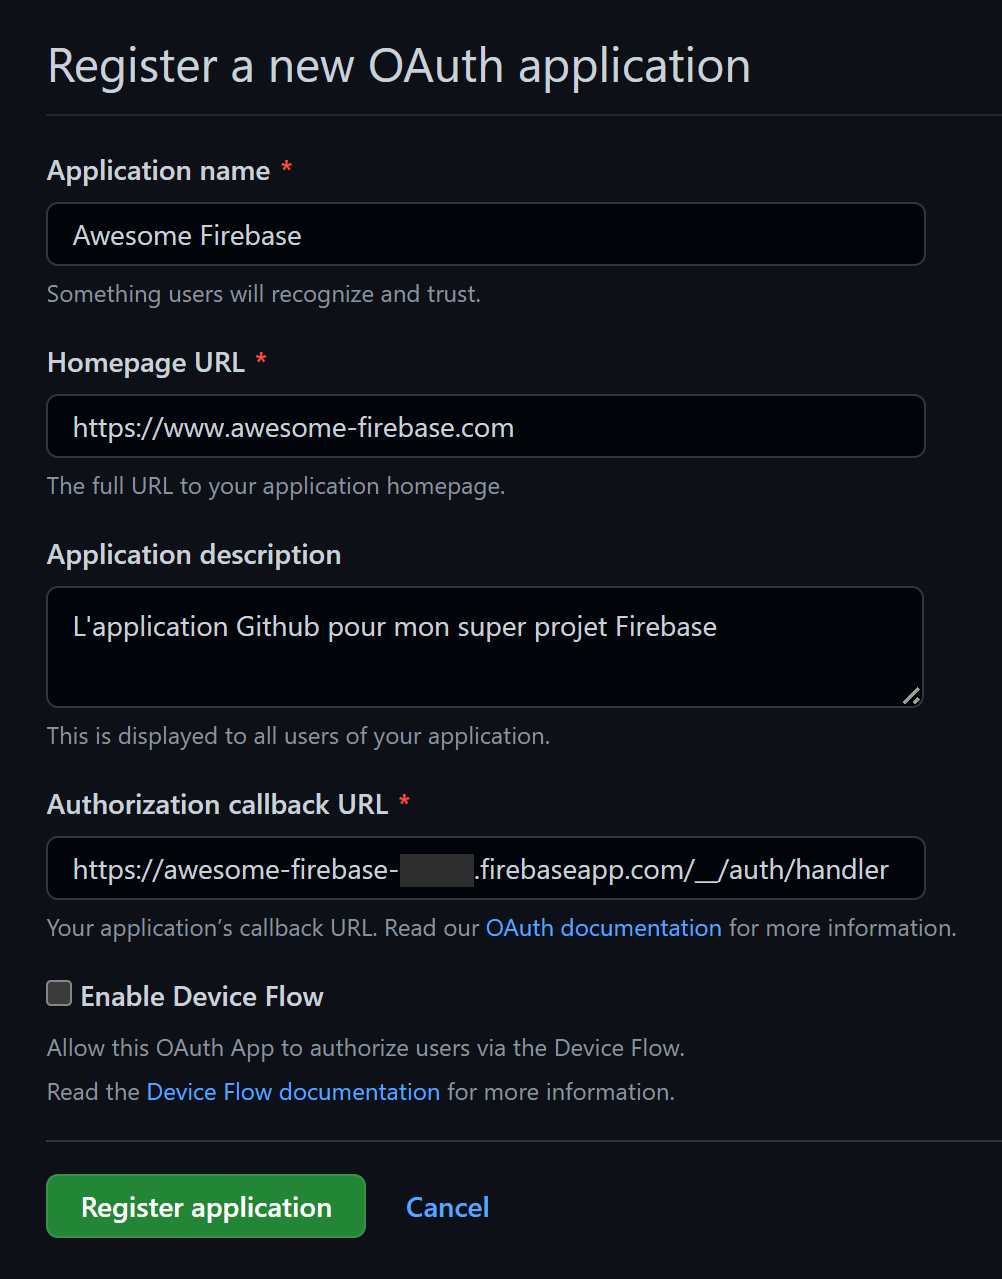 Register a new OAuth application
Application name *
Awesome Firebase
Something users will recognize and trust.
Homepage URL *
https://www.awesome-firebase.com
The full URL to your application homepage.
Application description
L'application Github pour mon super projet Firebase
This is displayed to all users of your application.
Authorization callback URL *
https://awesome-firebase-.firebaseapp.com/__/auth/handler
Your application’s callback URL. Read our OAuth documentation for more information.
Enable Device Flow
Allow this OAuth App to authorize users via the Device Flow.
Read the Device Flow documentation for more information.
Register application Cancel